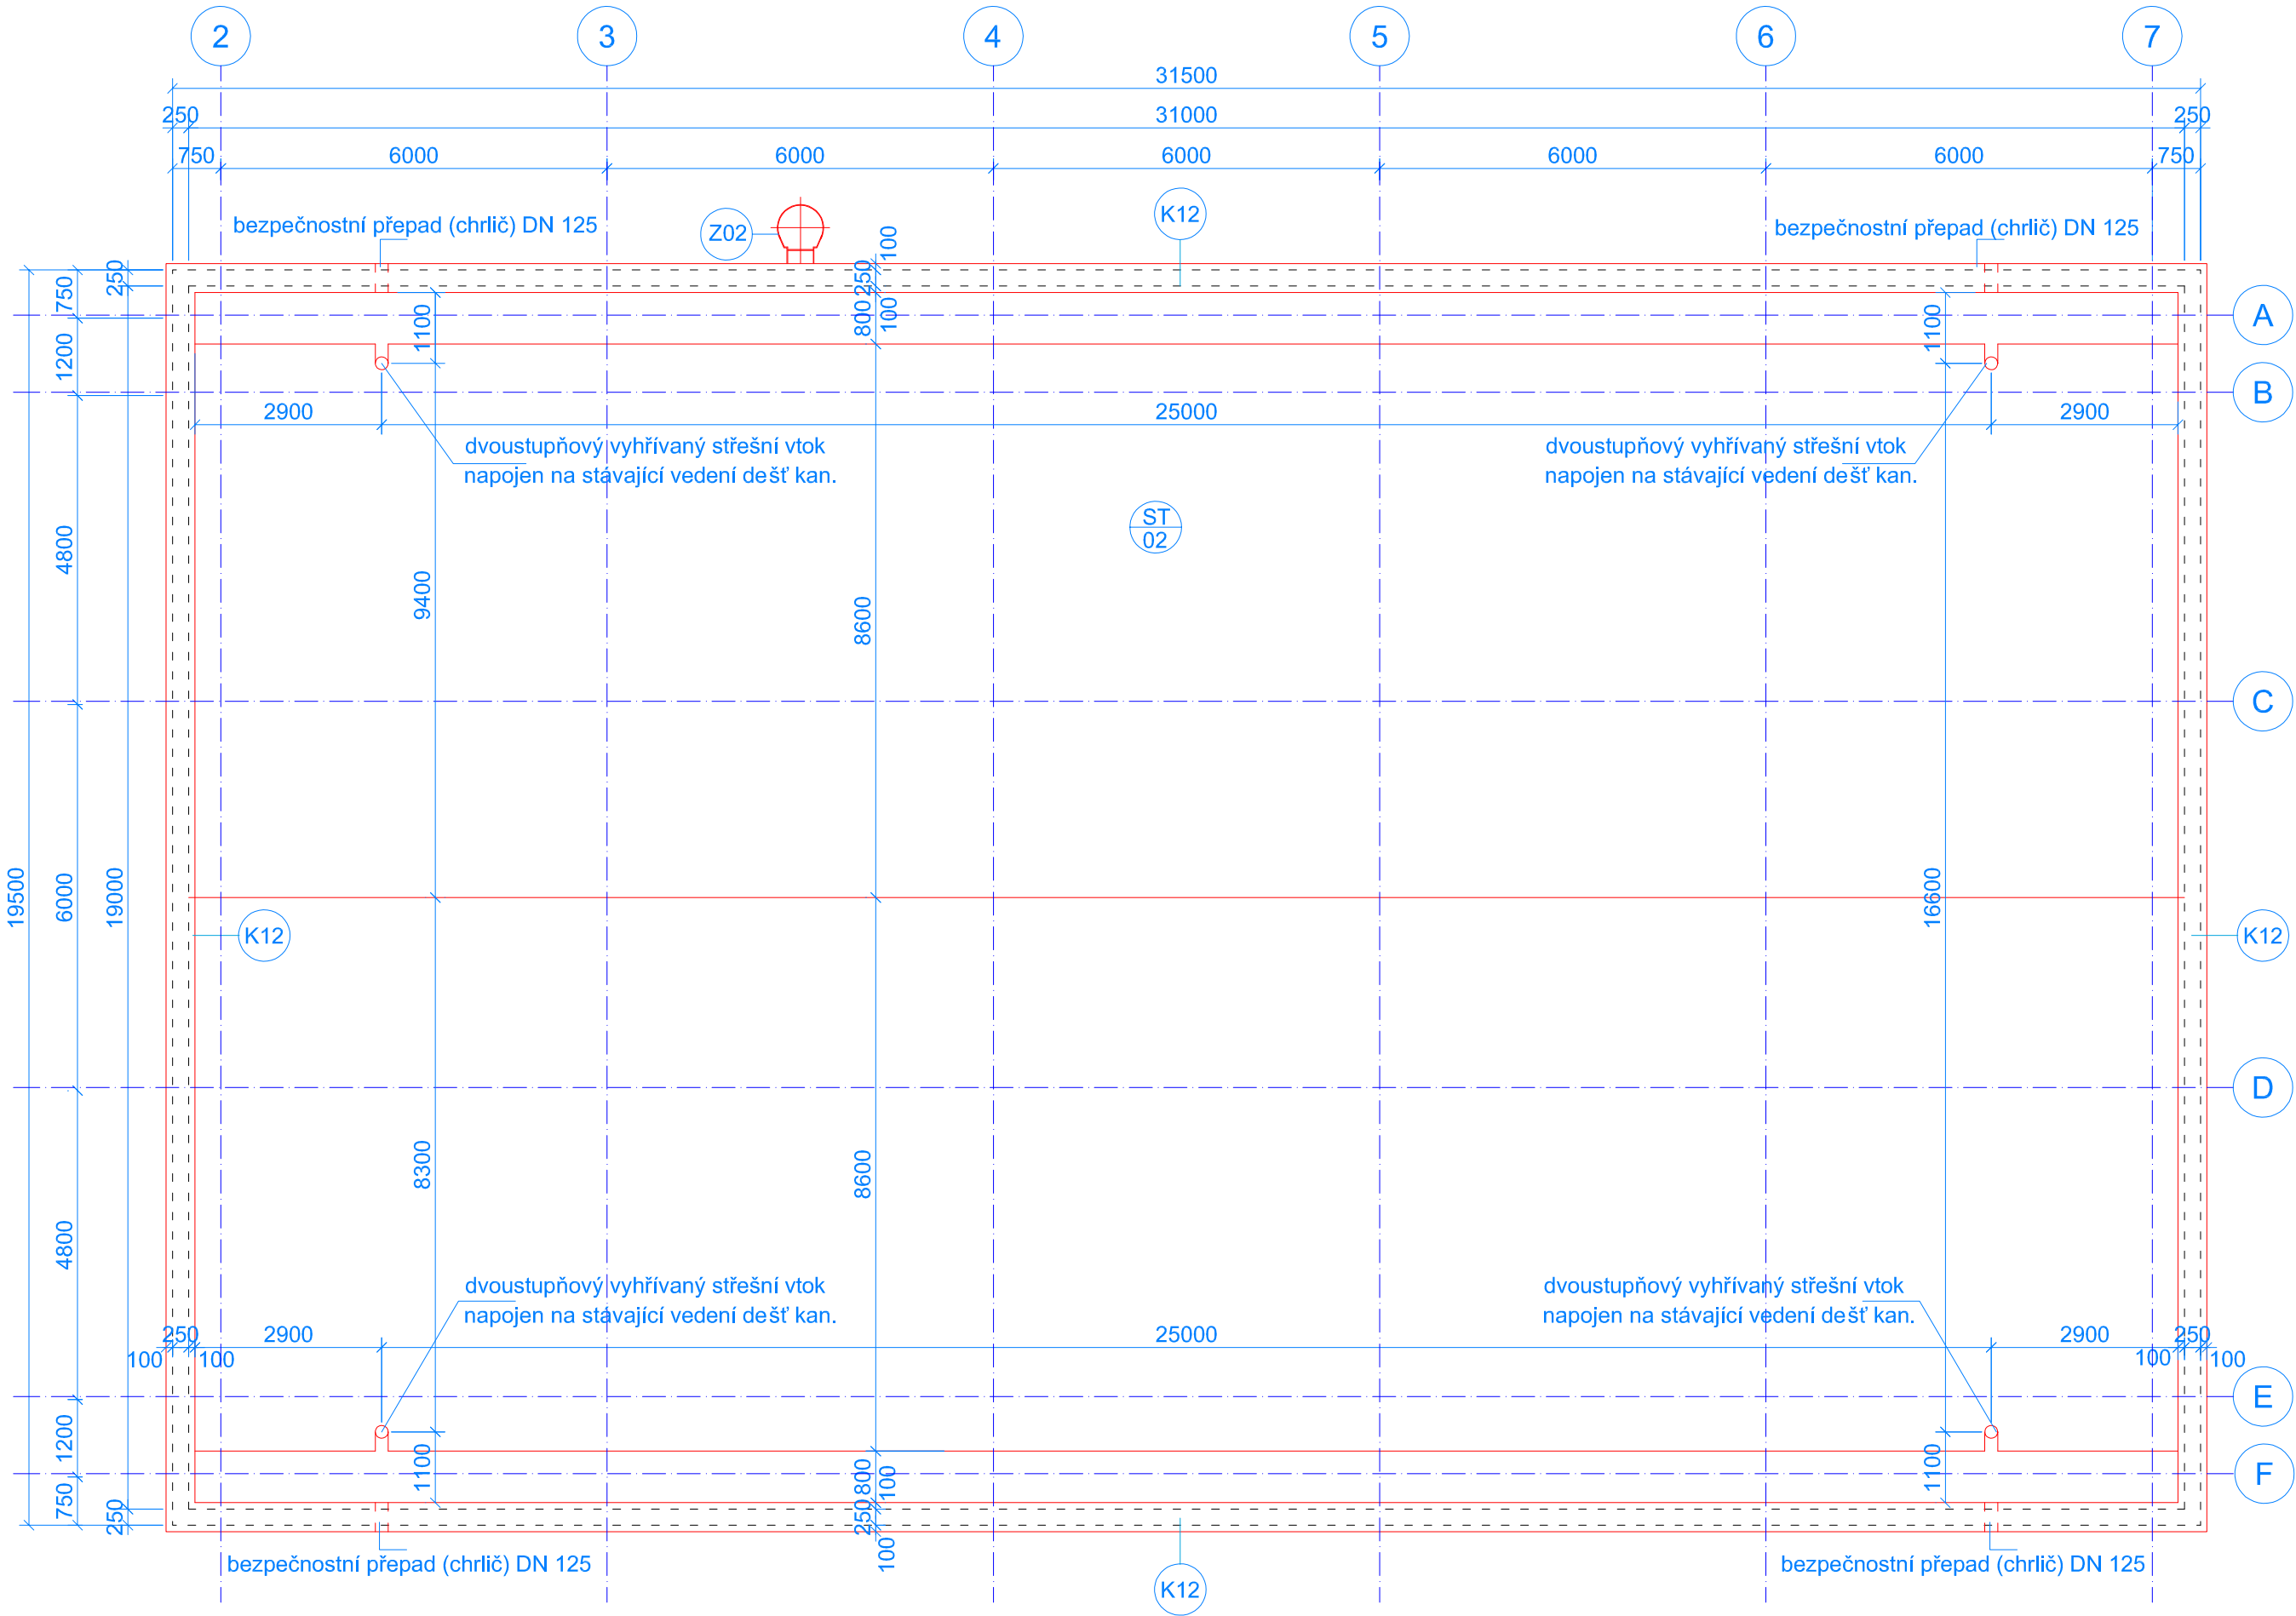 2 3 4 5 6 7
31500
250 31000 250
750 6000 6000 6000 6000 6000 750
bezpečnostní přepad (chrlič) DN 125
Z02
K12
bezpečnostní přepad (chrlič) DN 125
100
250
100
800
750
250
1200
1100
1100
A
B
2900 25000 2900
dvoustupňový vyhřívaný střešní vtok
napojen na stávající vedení dešť kan.
dvoustupňový vyhřívaný střešní vtok
napojen na stávající vedení dešť kan.
ST
02
4800
9400
8600
C
19500
6000
19000
16600
K12
K12
D
8300
8600
4800
dvoustupňový vyhřívaný střešní vtok
napojen na stávající vedení dešť kan.
dvoustupňový vyhřívaný střešní vtok
napojen na stávající vedení dešť kan.
250 2900 25000 2900 250
100 100 100 100
E
1200
1100
800
100
1100
F
750
250
250
100
bezpečnostní přepad (chrlič) DN 125
K12
bezpečnostní přepad (chrlič) DN 125